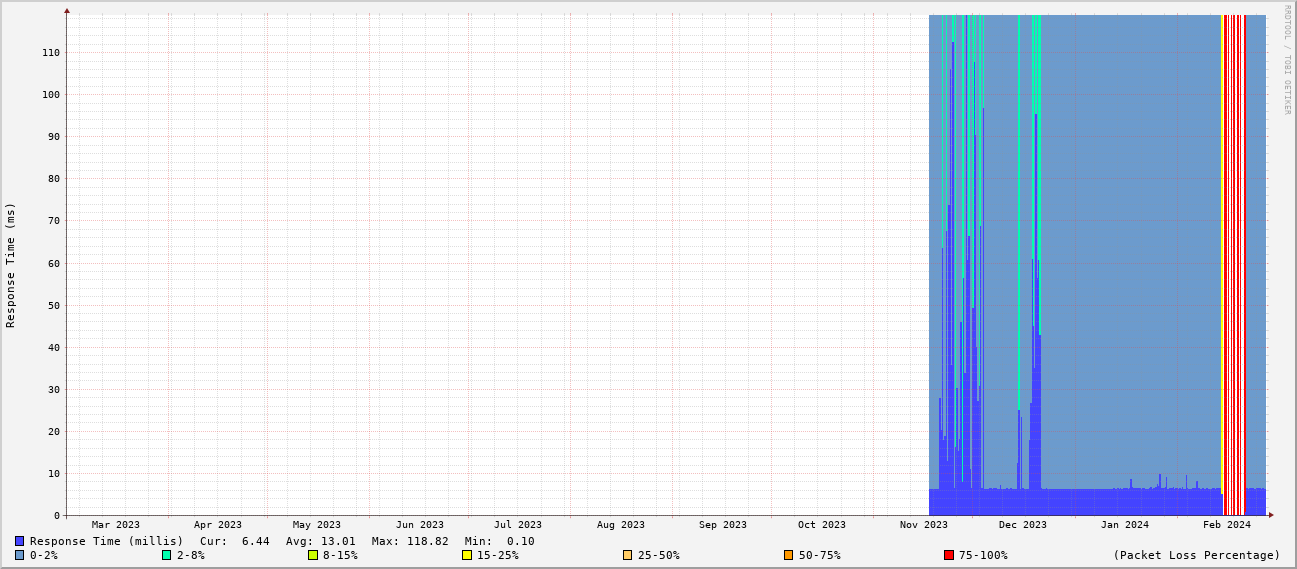 RRDTOOL / TOBI OETIKER
Response Time (ms)
110
100
90
80
70
60
50
40
30
20
10
0
Mar 2023 Apr 2023 May 2023 Jun 2023 Jul 2023 Aug 2023 Sep 2023 Oct 2023 Nov 2023 Dec 2023 Jan 2024 Feb 2024
Response Time (millis) Cur: 6.44 Avg: 13.01 Max: 118.82 Min: 0.10
0-2% 2-8% 8-15% 15-25% 25-50% 50-75% 75-100% (Packet Loss Percentage)